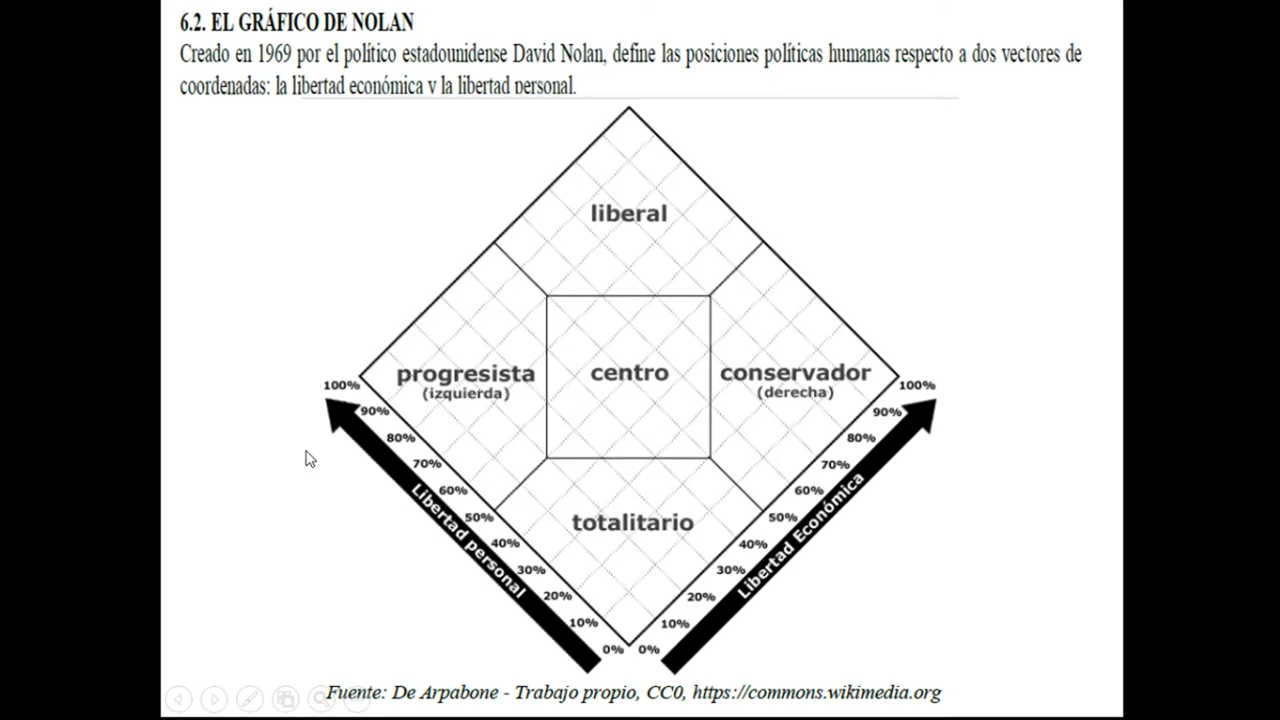 6.2. EL GRÁFICO DE NOLAN
Creado en 1969 por el político estadounidense David Nolan, define las posiciones políticas humanas respecto a dos vectores de
coordenadas: la libertad económica y la libertad personal.
liberal
progresista
(izquierda)
centro
conservador
(derecha)
totalitario
100%
90%
80%
70%
60%
50%
40%
30%
20%
10%
0%
Libertad personal
100%
90%
80%
70%
60%
50%
40%
30%
20%
10%
0%
Libertad Económica
Fuente: De Arpabone - Trabajo propio, CC0, https://commons.wikimedia.org